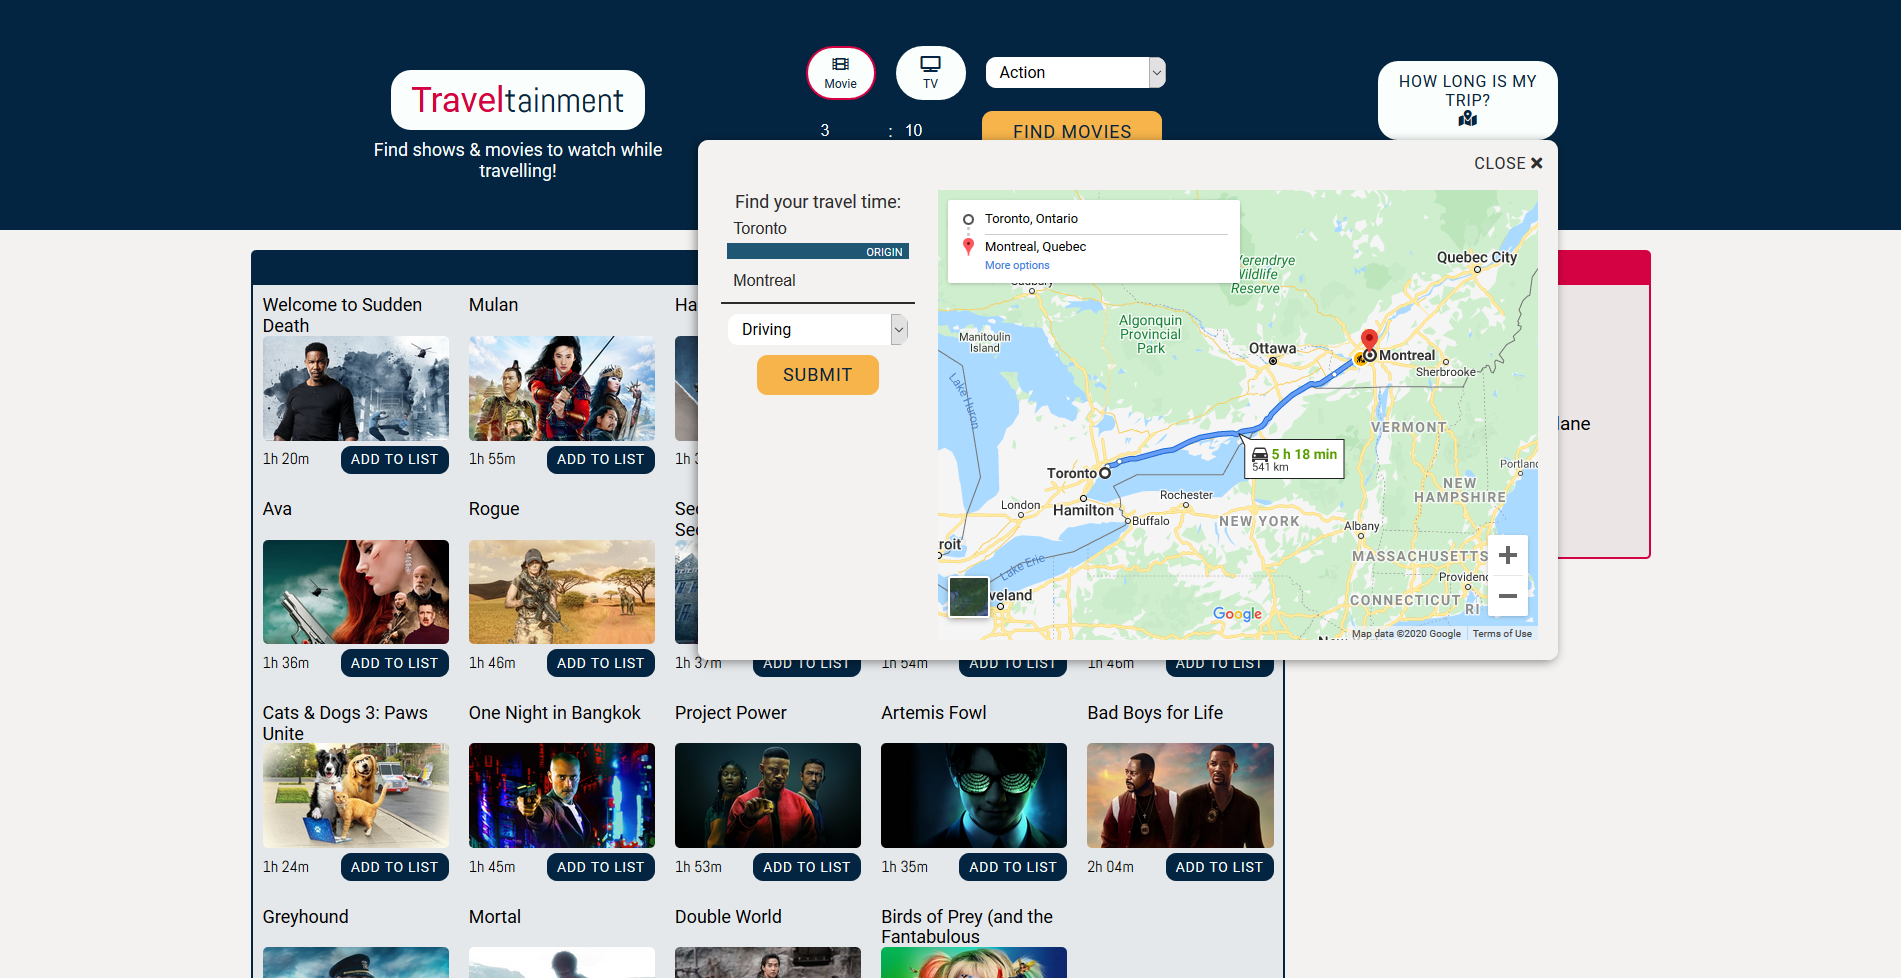 Traveltainment
Find shows & movies to watch while
travelling!
Movie
TV
Action
3 : 10
FIND MOVIES
HOW LONG IS MY
TRIP?
CLOSE
Find your travel time:
Toronto
ORIGIN
Montreal
Driving
SUBMIT
Toronto, Ontario
Montreal, Quebec
More options
Wildlife
Reserve
Quebec City
Algonquin
Provincial
Park
Manitoulin
Island
Ottawa
Montreal
Sherbrooke
Lake Huron
VERMONT
5 h 18 min
541 km
Toronto
Portland
NEW
HAMPSHIRE
London
Hamilton
Rochester
Buffalo
NEW YORK
Albany
roit
MASSACHUSETTS
Lake Erie
Providenc
veland
CONNECTICUT
RI
Google
Map data ©2020 Google
Terms of Use
lane
Welcome to Sudden
Death
1h 20m
ADD TO LIST
Mulan
1h 55m
ADD TO LIST
Ha
1h 3
Ava
1h 36m
ADD TO LIST
Rogue
1h 46m
ADD TO LIST
Sec
Sec
1h 37m
ADD TO LIST
1h 54m
ADD TO LIST
1h 46m
ADD TO LIST
Cats & Dogs 3: Paws
Unite
1h 24m
ADD TO LIST
One Night in Bangkok
1h 45m
ADD TO LIST
Project Power
1h 53m
ADD TO LIST
Artemis Fowl
1h 35m
ADD TO LIST
Bad Boys for Life
2h 04m
ADD TO LIST
Greyhound
Mortal
Double World
Birds of Prey (and the
Fantabulous